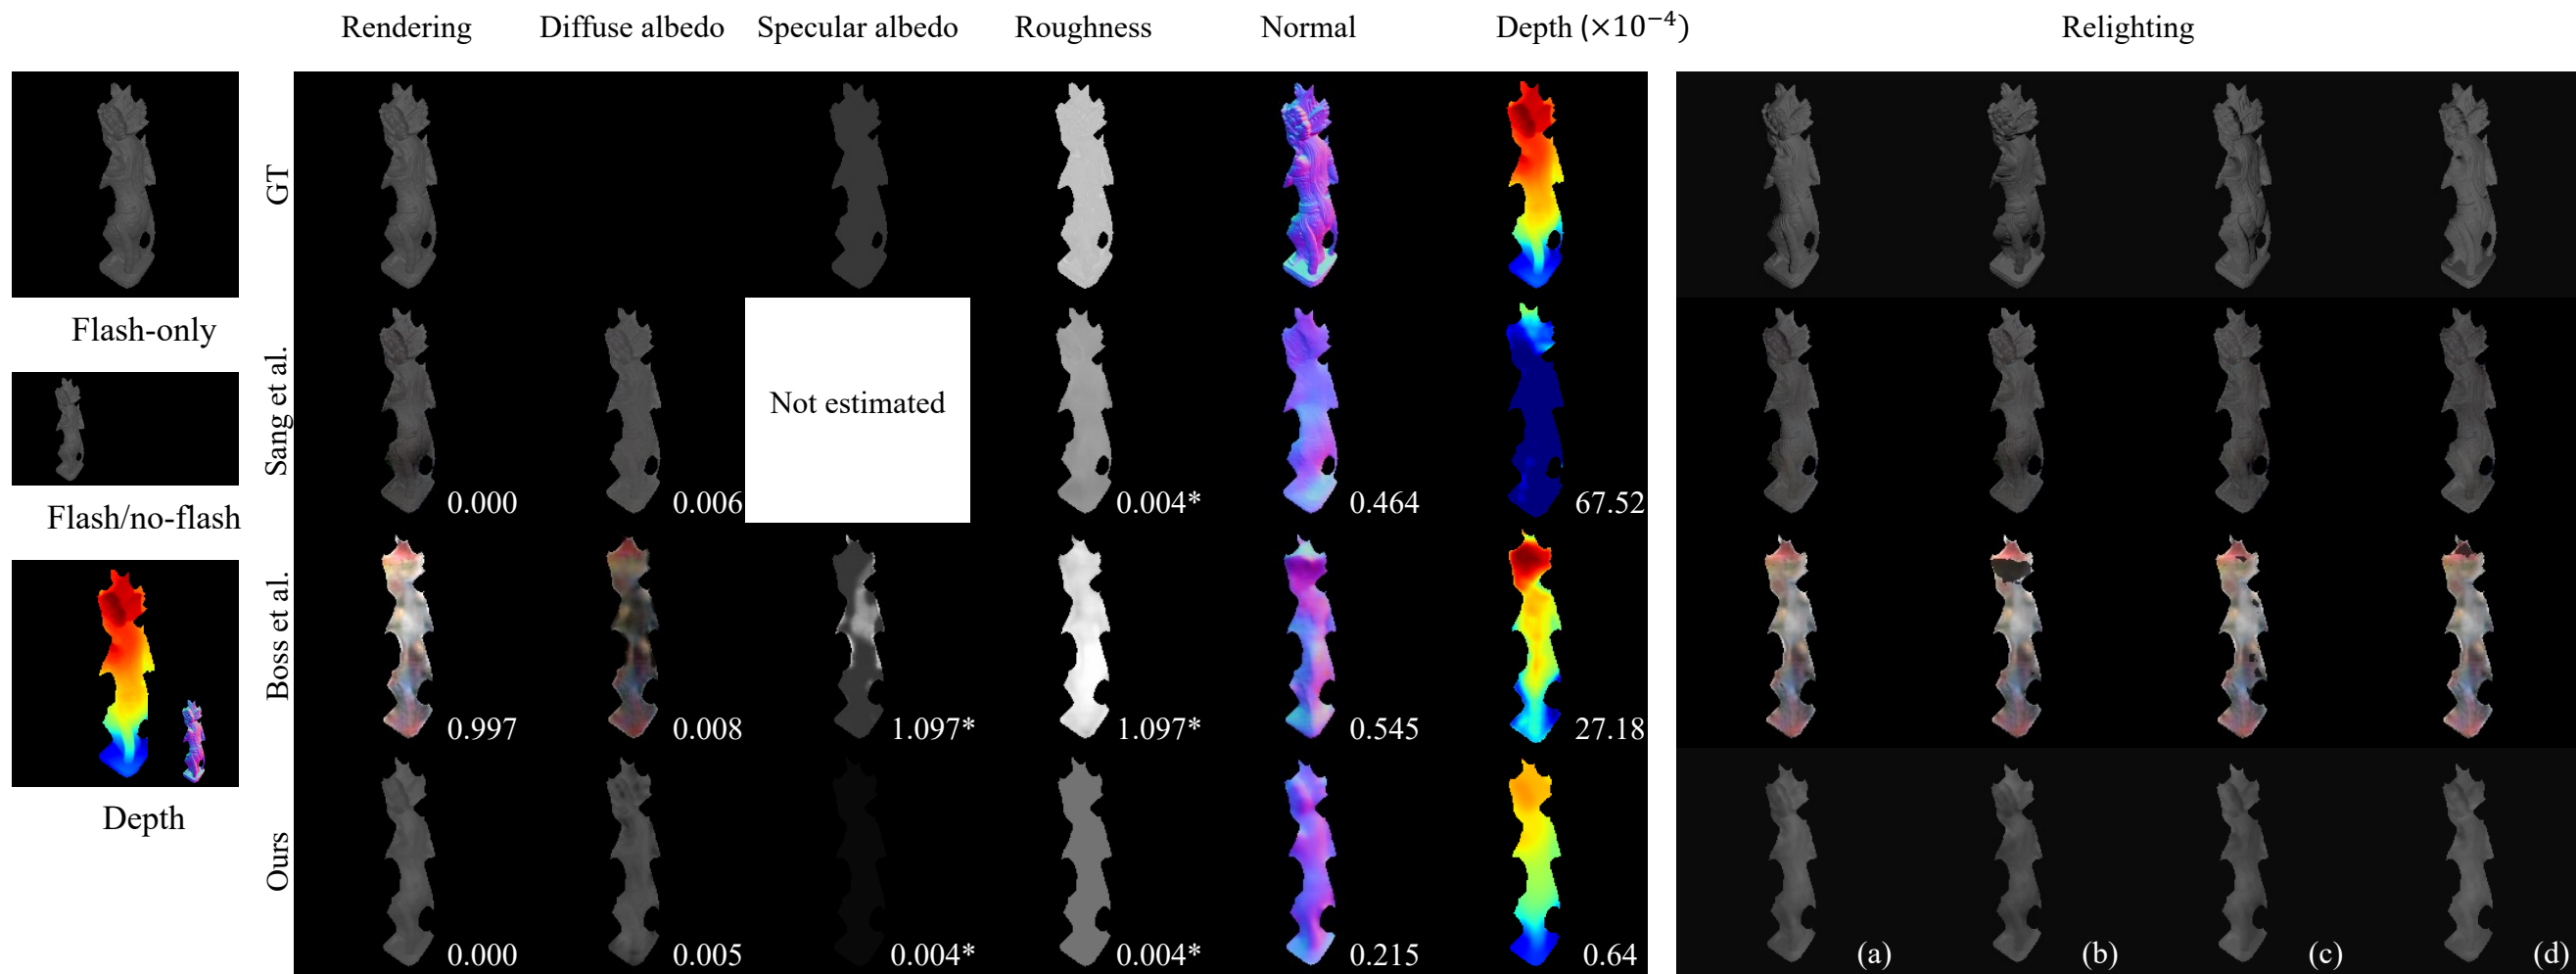 Rendering Diffuse albedo Specular albedo Roughness Normal Depth (×10⁻⁴) Relighting
GT
Flash-only
Sang et al.
Not estimated
0.000 0.006 0.004* 0.464 67.52
Flash/no-flash
Boss et al.
0.997 0.008 1.097* 1.097* 0.545 27.18
Depth
Ours
0.000 0.005 0.004* 0.004* 0.215 0.64 (a) (b) (c) (d)